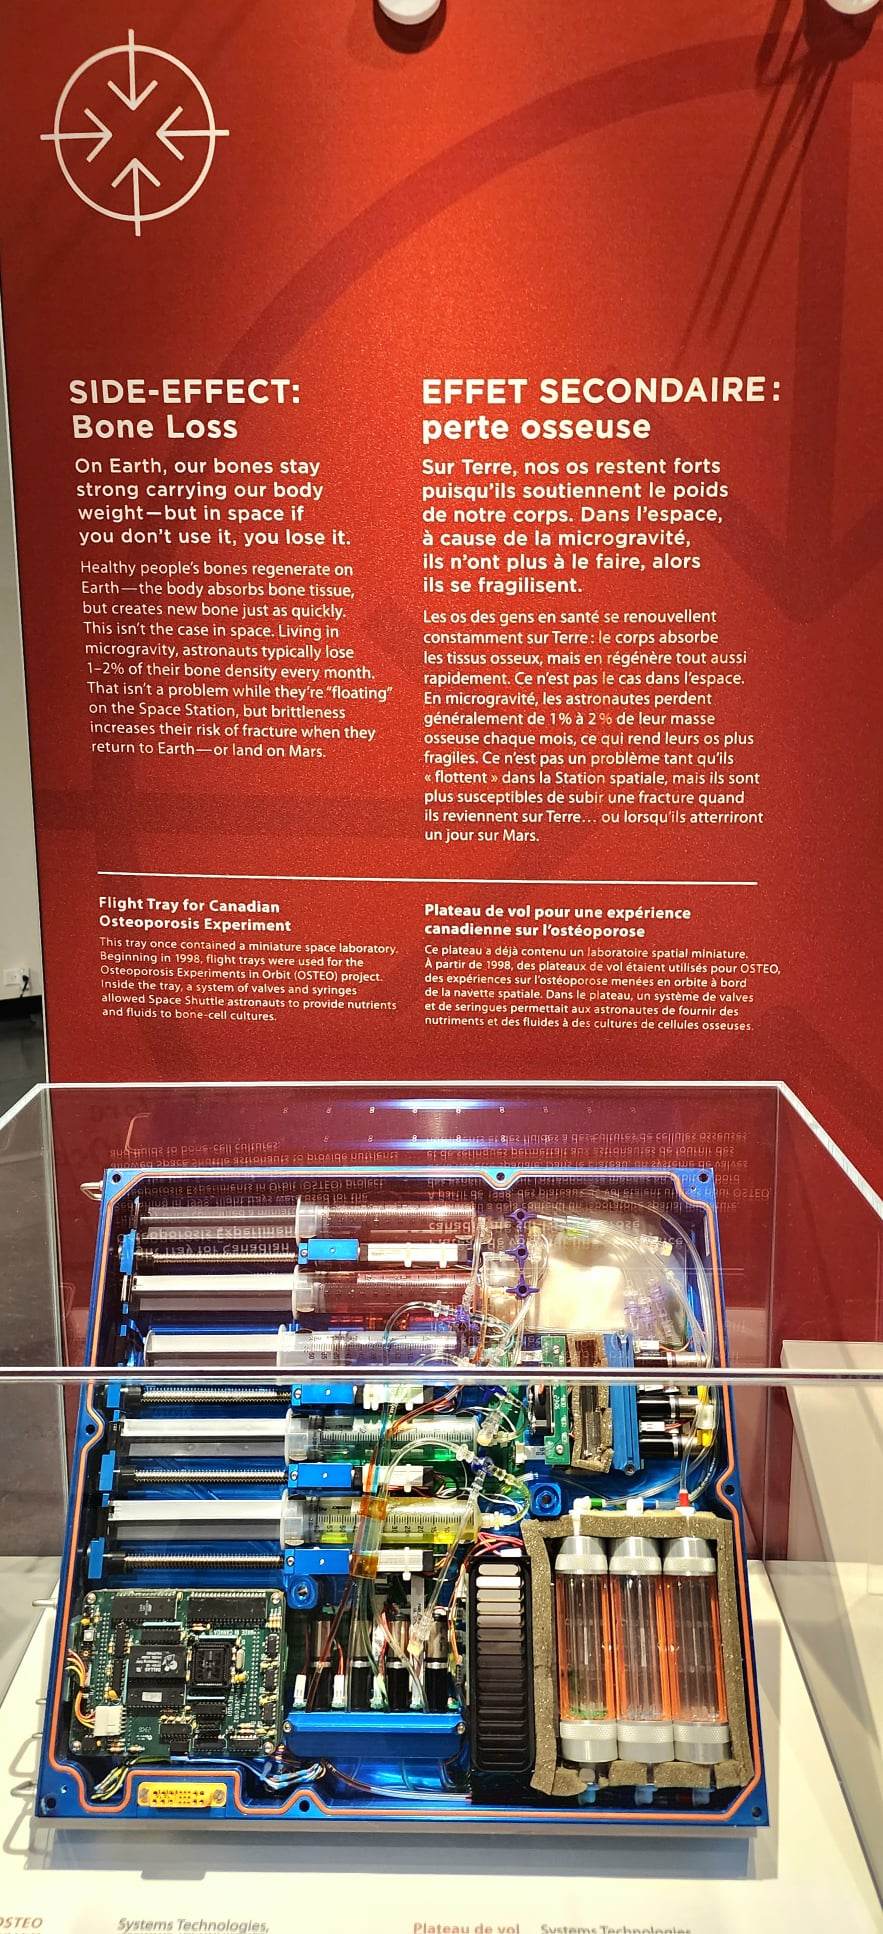 SIDE-EFFECT:
Bone Loss
On Earth, our bones stay
strong carrying our body
weight—but in space if
you don't use it, you lose it.
Healthy people's bones regenerate on
Earth—the body absorbs bone tissue,
but creates new bone just as quickly.
This isn't the case in space. Living in
microgravity, astronauts typically lose
1–2% of their bone density every month.
That isn't a problem while they're "floating"
on the Space Station, but brittleness
increases their risk of fracture when they
return to Earth—or land on Mars.
EFFET SECONDAIRE :
perte osseuse
Sur Terre, nos os restent forts
puisqu'ils soutiennent le poids
de notre corps. Dans l'espace,
à cause de la microgravité,
ils n'ont plus à le faire, alors
ils se fragilisent.
Les os des gens en santé se renouvellent
constamment sur Terre : le corps absorbe
les tissus osseux, mais en régénère tout aussi
rapidement. Ce n'est pas le cas dans l'espace.
En microgravité, les astronautes perdent
généralement de 1 % à 2 % de leur masse
osseuse chaque mois, ce qui rend leurs os plus
fragiles. Ce n'est pas un problème tant qu'ils
« flottent » dans la Station spatiale, mais ils sont
plus susceptibles de subir une fracture quand
ils reviennent sur Terre... ou lorsqu'ils atterriront
un jour sur Mars.
Flight Tray for Canadian
Osteoporosis Experiment
This tray once contained a miniature space laboratory.
Beginning in 1998, flight trays were used for the
Osteoporosis Experiments in Orbit (OSTEO) project.
Inside the tray, a system of valves and syringes
allowed Space Shuttle astronauts to provide nutrients
and fluids to bone-cell cultures.
Plateau de vol pour une expérience
canadienne sur l'ostéoporose
Ce plateau a déjà contenu un laboratoire spatial miniature.
À partir de 1998, des plateaux de vol étaient utilisés pour OSTEO,
des expériences sur l'ostéoporose menées en orbite à bord
de la navette spatiale. Dans le plateau, un système de valves
et de seringues permettait aux astronautes de fournir des
nutriments et des fluides à des cultures de cellules osseuses.
MADE IN CANADA
DALLAS
OSTEO
Systems Technologies,
Plateau de vol
Systems Technologies